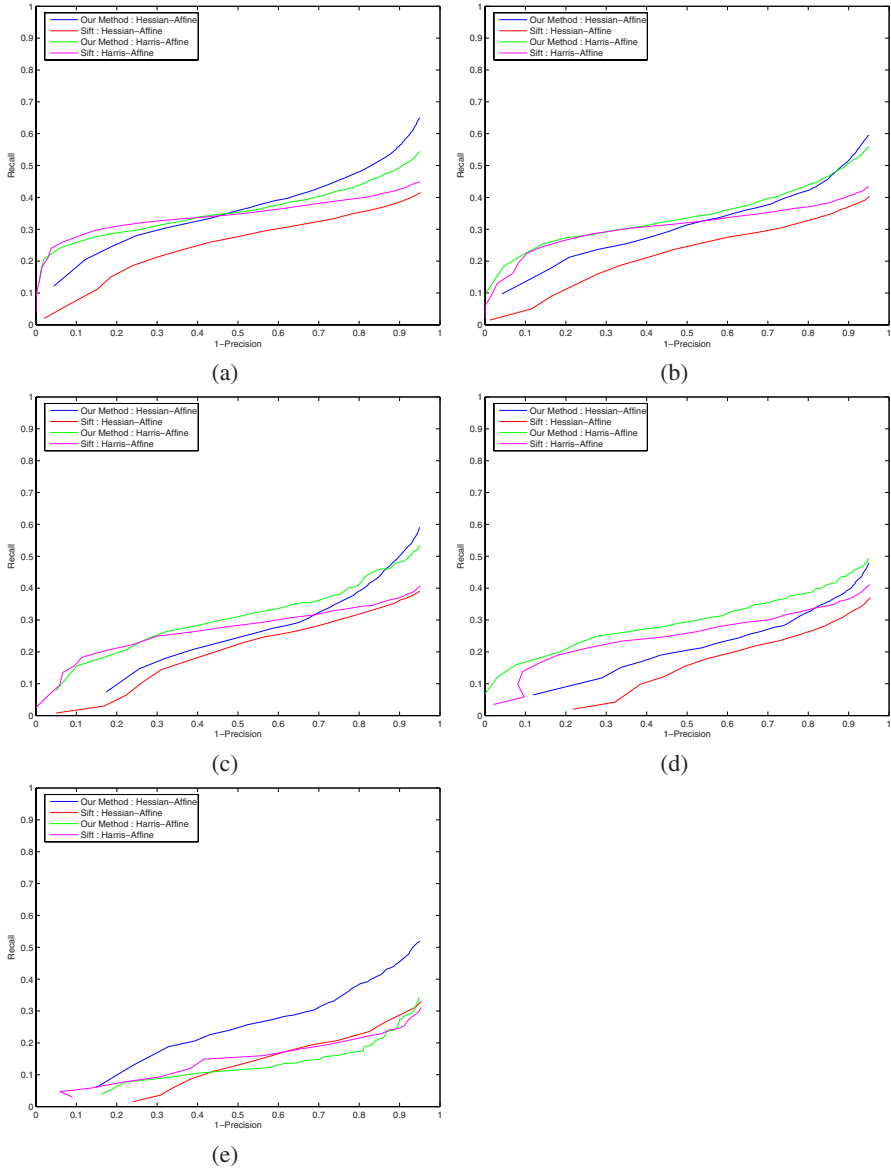 1
0.9
0.8
0.7
0.6
0.5
0.4
0.3
0.2
0.1
0
Recall
Our Method : Hessian−Affine
Sift : Hessian−Affine
Our Method : Harris−Affine
Sift : Harris−Affine
0 0.1 0.2 0.3 0.4 0.5 0.6 0.7 0.8 0.9 1
1−Precision
(a)
1
0.9
0.8
0.7
0.6
0.5
0.4
0.3
0.2
0.1
0
Recall
Our Method : Hessian−Affine
Sift : Hessian−Affine
Our Method : Harris−Affine
Sift : Harris−Affine
0 0.1 0.2 0.3 0.4 0.5 0.6 0.7 0.8 0.9 1
1−Precision
(b)
1
0.9
0.8
0.7
0.6
0.5
0.4
0.3
0.2
0.1
0
Recall
Our Method : Hessian−Affine
Sift : Hessian−Affine
Our Method : Harris−Affine
Sift : Harris−Affine
0 0.1 0.2 0.3 0.4 0.5 0.6 0.7 0.8 0.9 1
1−Precision
(c)
1
0.9
0.8
0.7
0.6
0.5
0.4
0.3
0.2
0.1
0
Recall
Our Method : Hessian−Affine
Sift : Hessian−Affine
Our Method : Harris−Affine
Sift : Harris−Affine
0 0.1 0.2 0.3 0.4 0.5 0.6 0.7 0.8 0.9 1
1−Precision
(d)
1
0.9
0.8
0.7
0.6
0.5
0.4
0.3
0.2
0.1
0
Recall
Our Method : Hessian−Affine
Sift : Hessian−Affine
Our Method : Harris−Affine
Sift : Harris−Affine
0 0.1 0.2 0.3 0.4 0.5 0.6 0.7 0.8 0.9 1
1−Precision
(e)